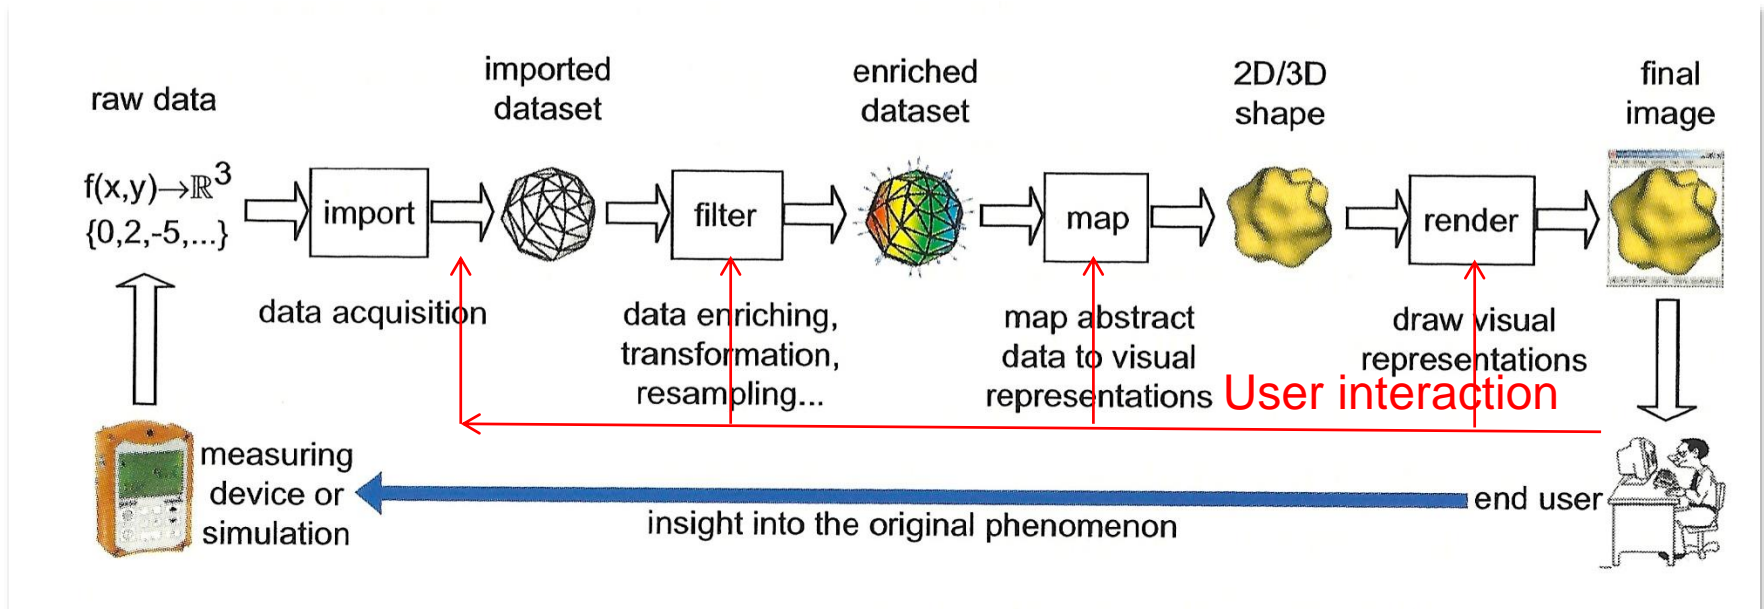 raw data
imported
dataset
enriched
dataset
2D/3D
shape
final
image
f(x,y)→ℝ³
{0,2,-5,...}
import
filter
map
render
data acquisition
data enriching,
transformation,
resampling...
map abstract
data to visual
representations
draw visual
representations
User interaction
measuring
device or
simulation
insight into the original phenomenon
end user